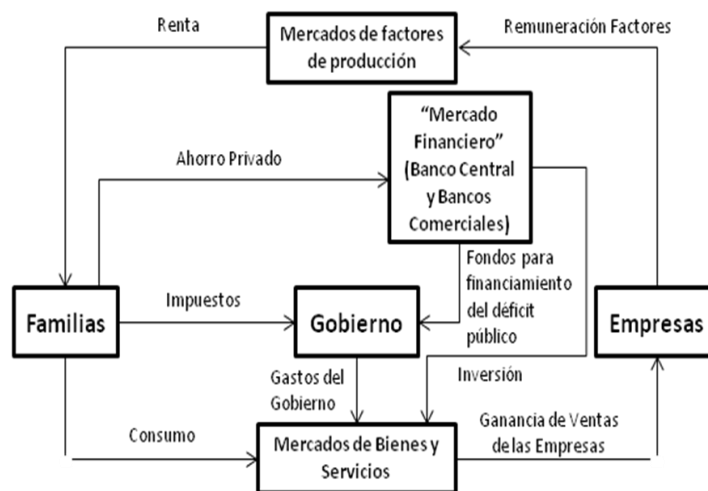 Renta
Mercados de factores
de producción
Remuneración Factores
"Mercado
Financiero"
(Banco Central
y Bancos
Comerciales)
Ahorro Privado
Fondos para
financiamiento
del déficit
público
Familias
Impuestos
Gobierno
Empresas
Gastos del
Gobierno
Inversión
Consumo
Mercados de Bienes y
Servicios
Ganancia de Ventas
de las Empresas